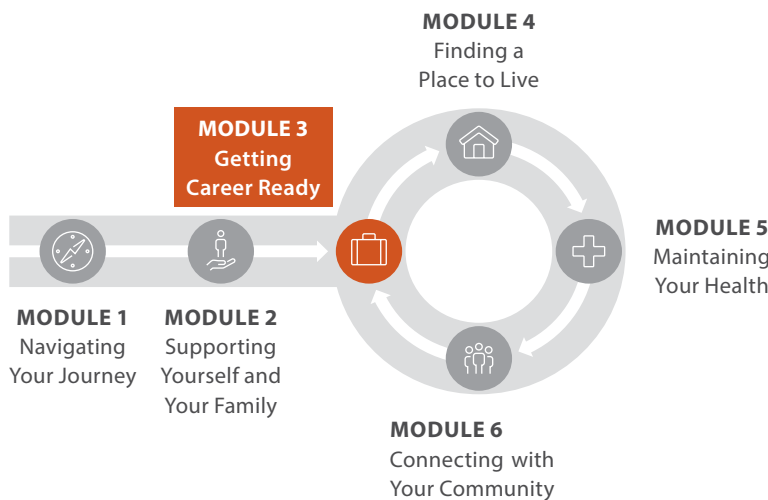 MODULE 4
Finding a
Place to Live
MODULE 3
Getting
Career Ready
MODULE 5
Maintaining
Your Health
MODULE 1
Navigating
Your Journey
MODULE 2
Supporting
Yourself and
Your Family
MODULE 6
Connecting with
Your Community